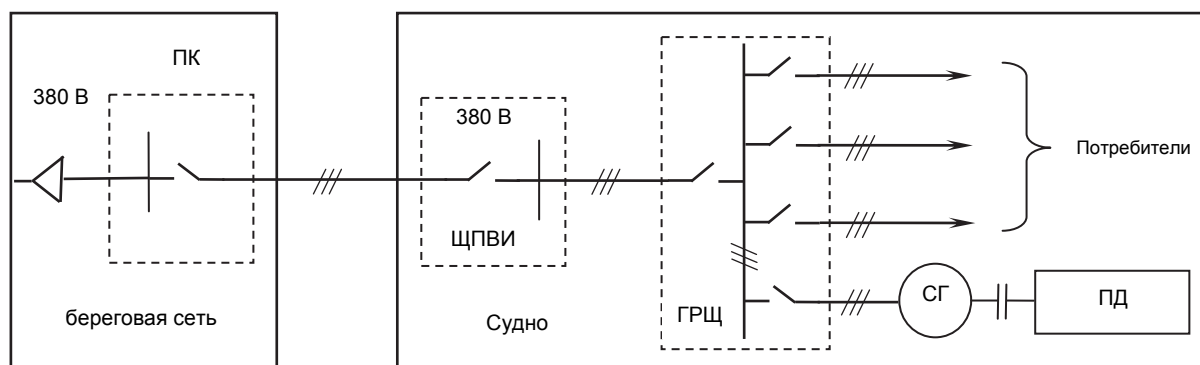 ПК
380 В
380 В
ЩПВИ
береговая сеть
Судно
ГРЩ
Потребители
СГ
ПД